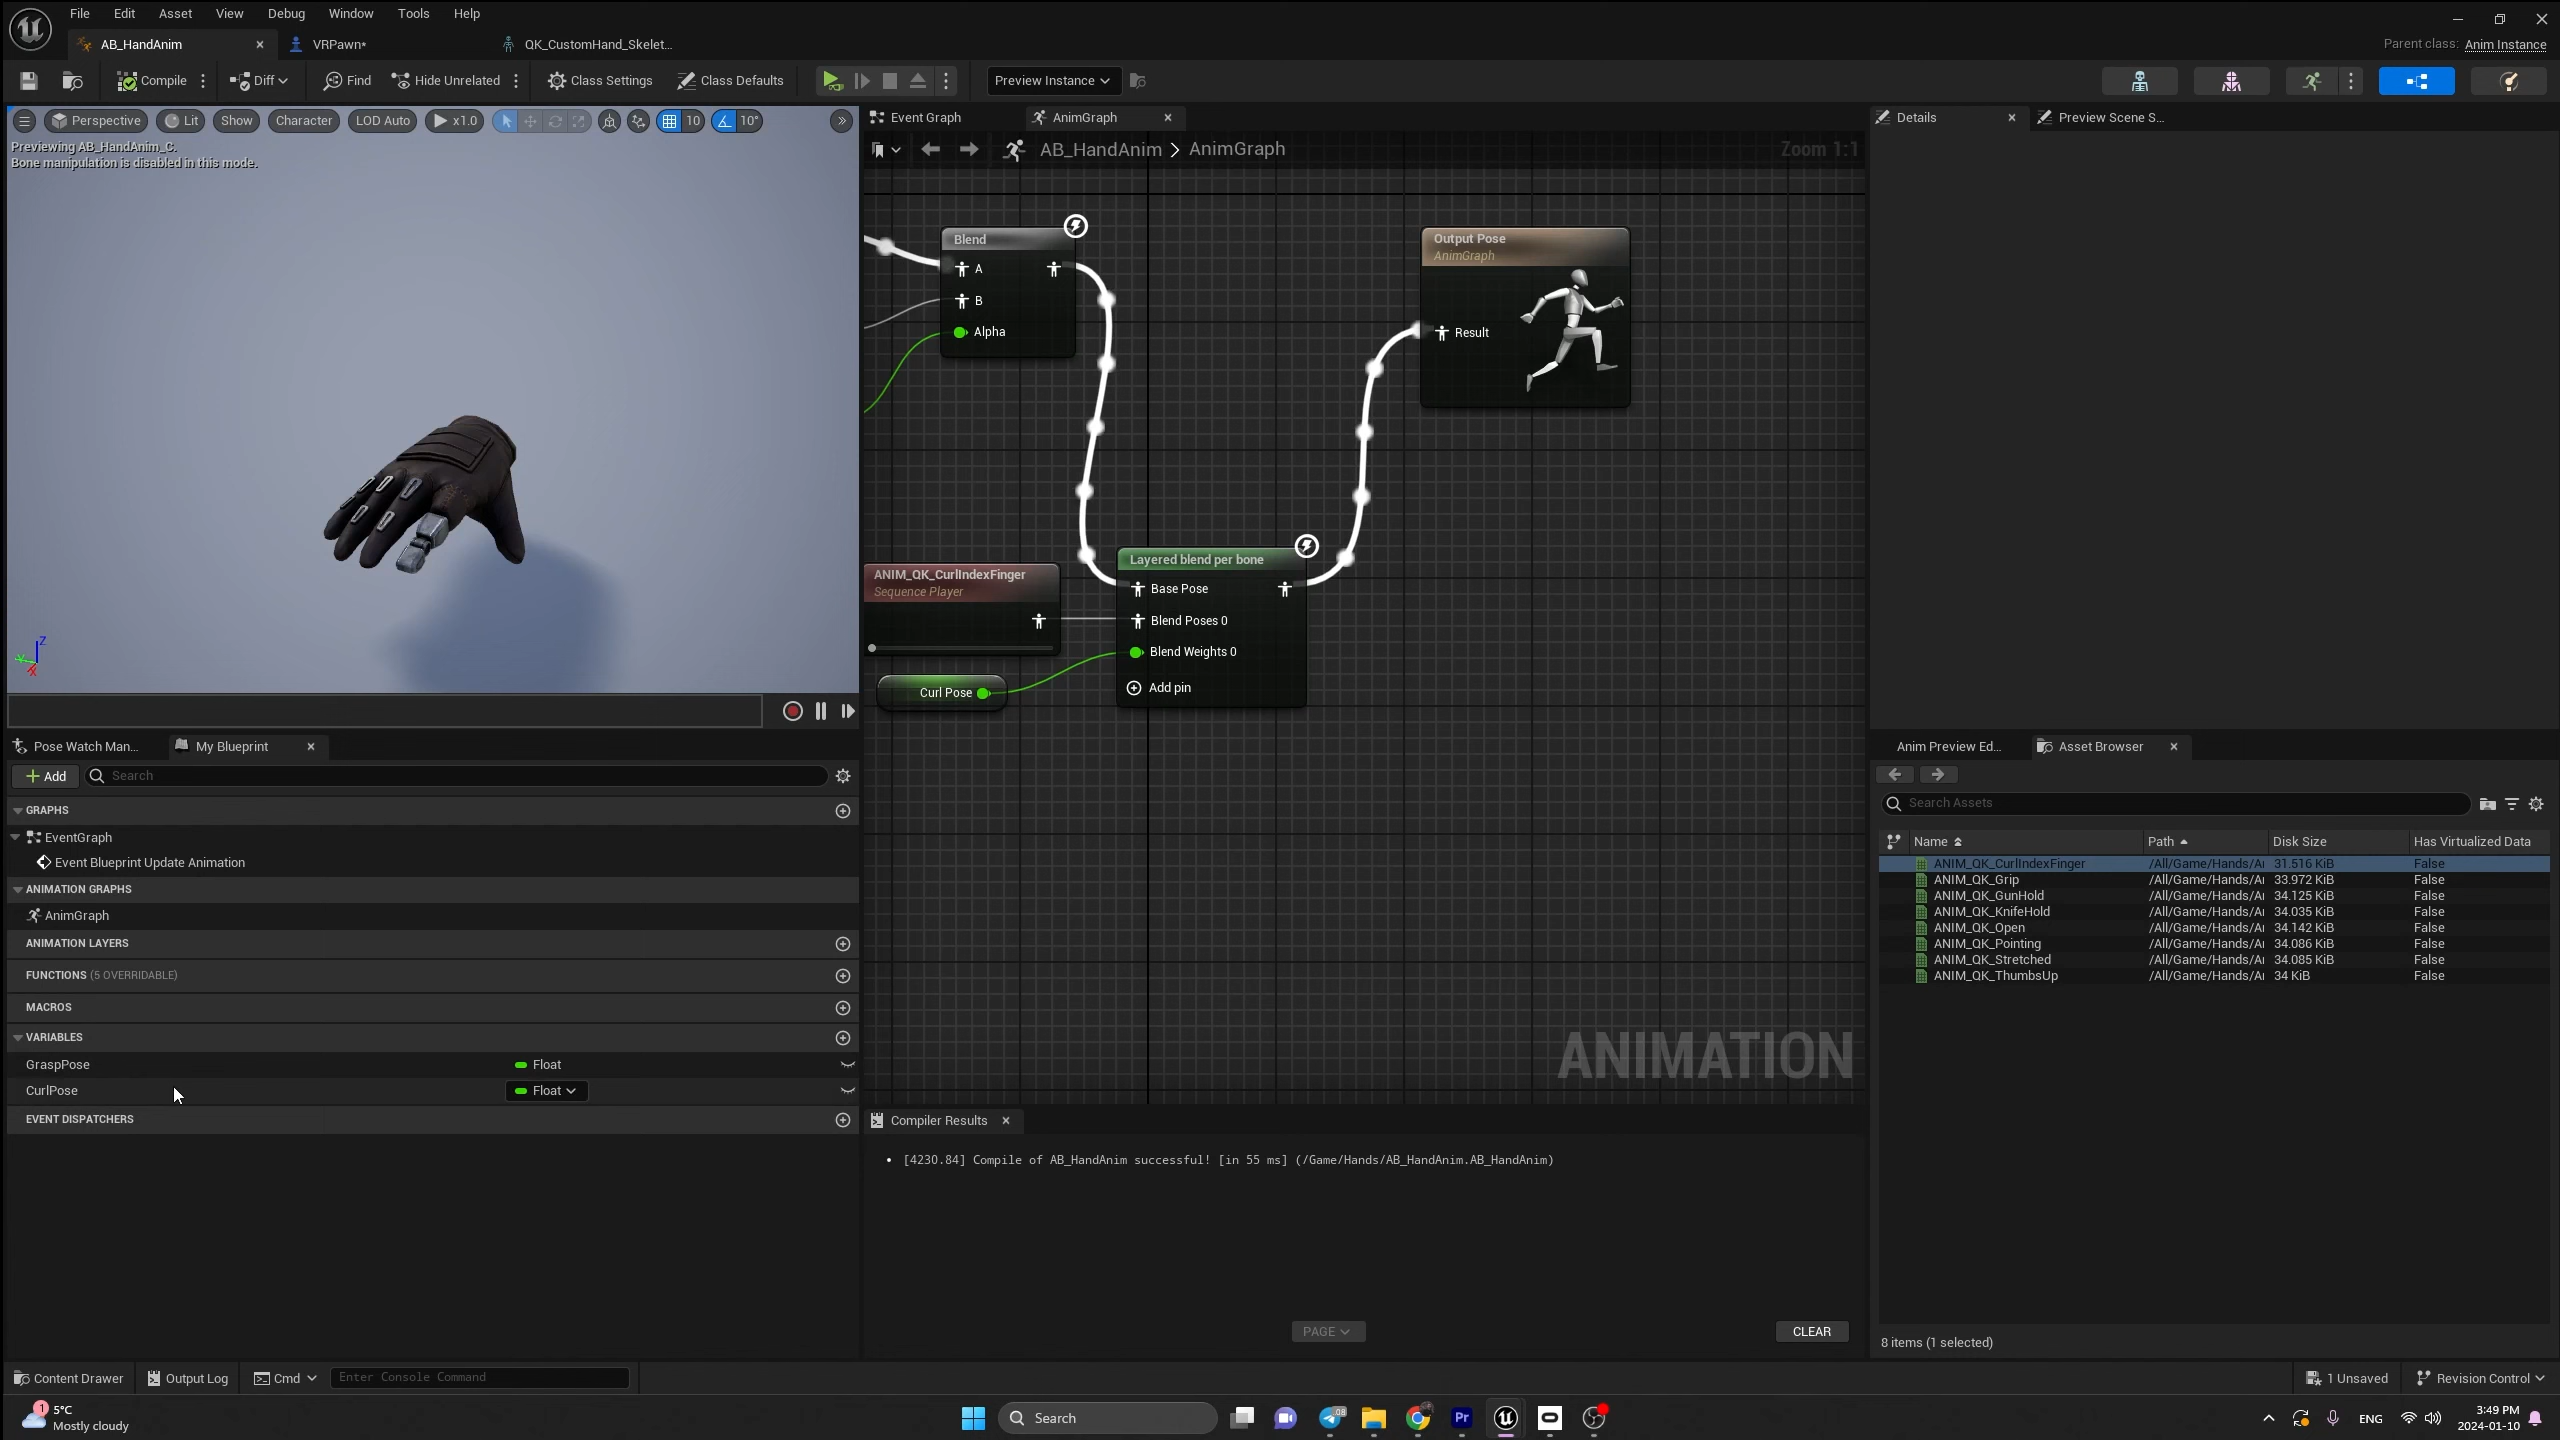 File Edit Asset View Debug Window Tools Help
AB_HandAnim VRPawn* QK_CustomHand_Skelet...
Parent class: Anim Instance
Compile Diff Find Hide Unrelated Class Settings Class Defaults Preview Instance
Perspective Lit Show Character LOD Auto x1.0 10 10°
Previewing AB_HandAnim_C.
Bone manipulation is disabled in this mode.
Z
Y
X
Event Graph AnimGraph
AB_HandAnim > AnimGraph Zoom 1:1
Blend
A
B
Alpha
Output Pose
AnimGraph
Result
ANIM_QK_CurlIndexFinger
Sequence Player
Layered blend per bone
Base Pose
Blend Poses 0
Blend Weights 0
Add pin
Curl Pose
ANIMATION
Details Preview Scene S...
Pose Watch Man... My Blueprint
Add Search
GRAPHS
EventGraph
Event Blueprint Update Animation
ANIMATION GRAPHS
AnimGraph
ANIMATION LAYERS
FUNCTIONS (5 OVERRIDABLE)
MACROS
VARIABLES
GraspPose Float
CurlPose Float
EVENT DISPATCHERS
Compiler Results
• [4230.84] Compile of AB_HandAnim successful! [in 55 ms] (/Game/Hands/AB_HandAnim.AB_HandAnim)
PAGE CLEAR
Anim Preview Ed... Asset Browser
Search Assets
Name Path Disk Size Has Virtualized Data
ANIM_QK_CurlIndexFinger /All/Game/Hands/Ar 31.516 KiB False
ANIM_QK_Grip /All/Game/Hands/Ar 33.972 KiB False
ANIM_QK_GunHold /All/Game/Hands/Ar 34.125 KiB False
ANIM_QK_KnifeHold /All/Game/Hands/Ar 34.035 KiB False
ANIM_QK_Open /All/Game/Hands/Ar 34.142 KiB False
ANIM_QK_Pointing /All/Game/Hands/Ar 34.086 KiB False
ANIM_QK_Stretched /All/Game/Hands/Ar 34.085 KiB False
ANIM_QK_ThumbsUp /All/Game/Hands/Ar 34 KiB False
8 items (1 selected)
Content Drawer Output Log Cmd Enter Console Command 1 Unsaved Revision Control
1 5°C
Mostly cloudy
Search
Pr
ENG
3:49 PM
2024-01-10